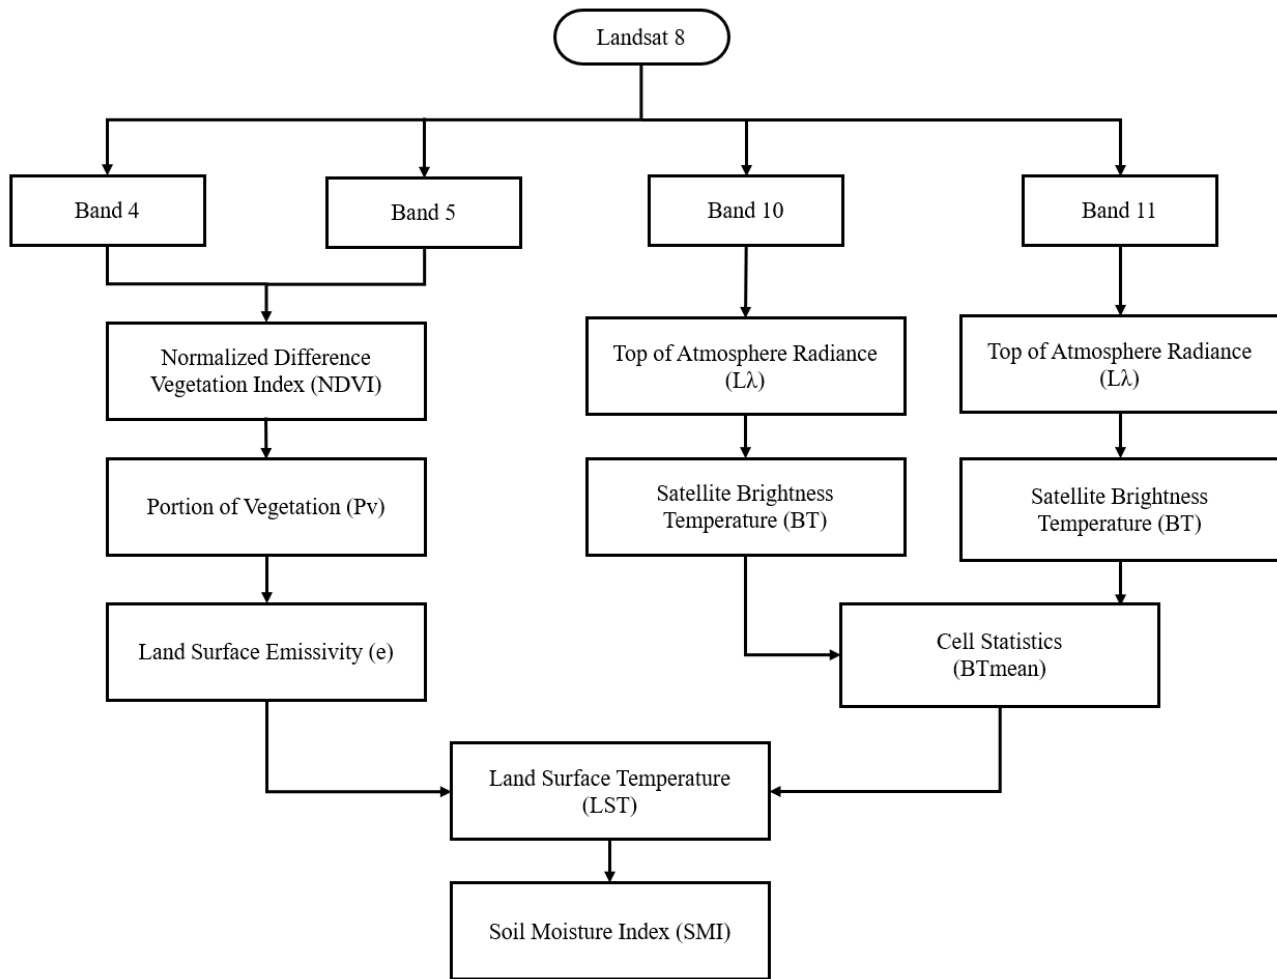 Landsat 8
Band 4
Band 5
Band 10
Band 11
Normalized Difference
Vegetation Index (NDVI)
Top of Atmosphere Radiance
(Lλ)
Top of Atmosphere Radiance
(Lλ)
Portion of Vegetation (Pv)
Satellite Brightness
Temperature (BT)
Satellite Brightness
Temperature (BT)
Land Surface Emissivity (e)
Cell Statistics
(BTmean)
Land Surface Temperature
(LST)
Soil Moisture Index (SMI)